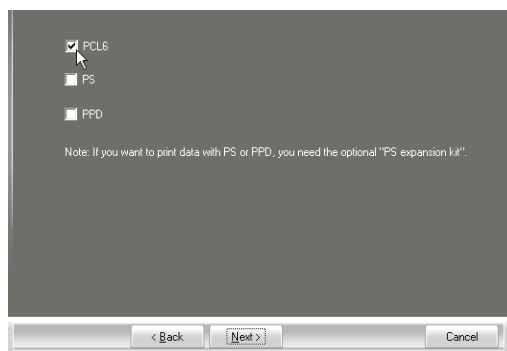 PCL6
PS
PPD
Note: If you want to print data with PS or PPD, you need the optional "PS expansion kit".
< Back Next > Cancel